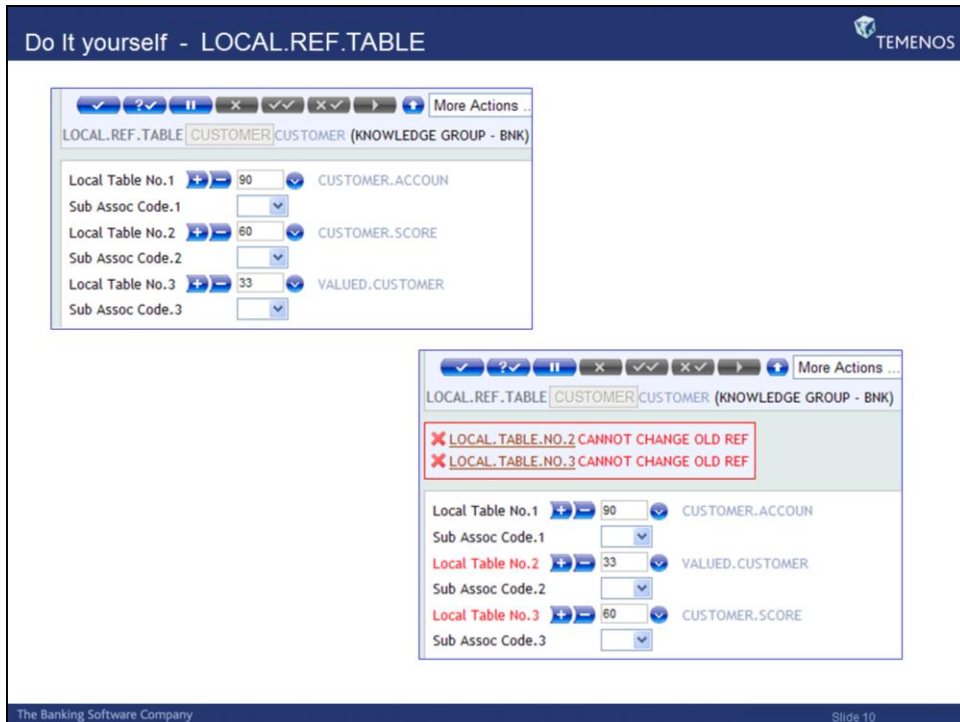 Do It yourself - LOCAL.REF.TABLE
TEMENOS
More Actions ..
LOCAL.REF.TABLE CUSTOMER CUSTOMER (KNOWLEDGE GROUP - BNK)
Local Table No.1 90 CUSTOMER.ACCOUN
Sub Assoc Code.1
Local Table No.2 60 CUSTOMER.SCORE
Sub Assoc Code.2
Local Table No.3 33 VALUED.CUSTOMER
Sub Assoc Code.3
More Actions ...
LOCAL.REF.TABLE CUSTOMER CUSTOMER (KNOWLEDGE GROUP - BNK)
LOCAL.TABLE.NO.2 CANNOT CHANGE OLD REF
LOCAL.TABLE.NO.3 CANNOT CHANGE OLD REF
Local Table No.1 90 CUSTOMER.ACCOUN
Sub Assoc Code.1
Local Table No.2 33 VALUED.CUSTOMER
Sub Assoc Code.2
Local Table No.3 60 CUSTOMER.SCORE
Sub Assoc Code.3
The Banking Software Company
Slide 10